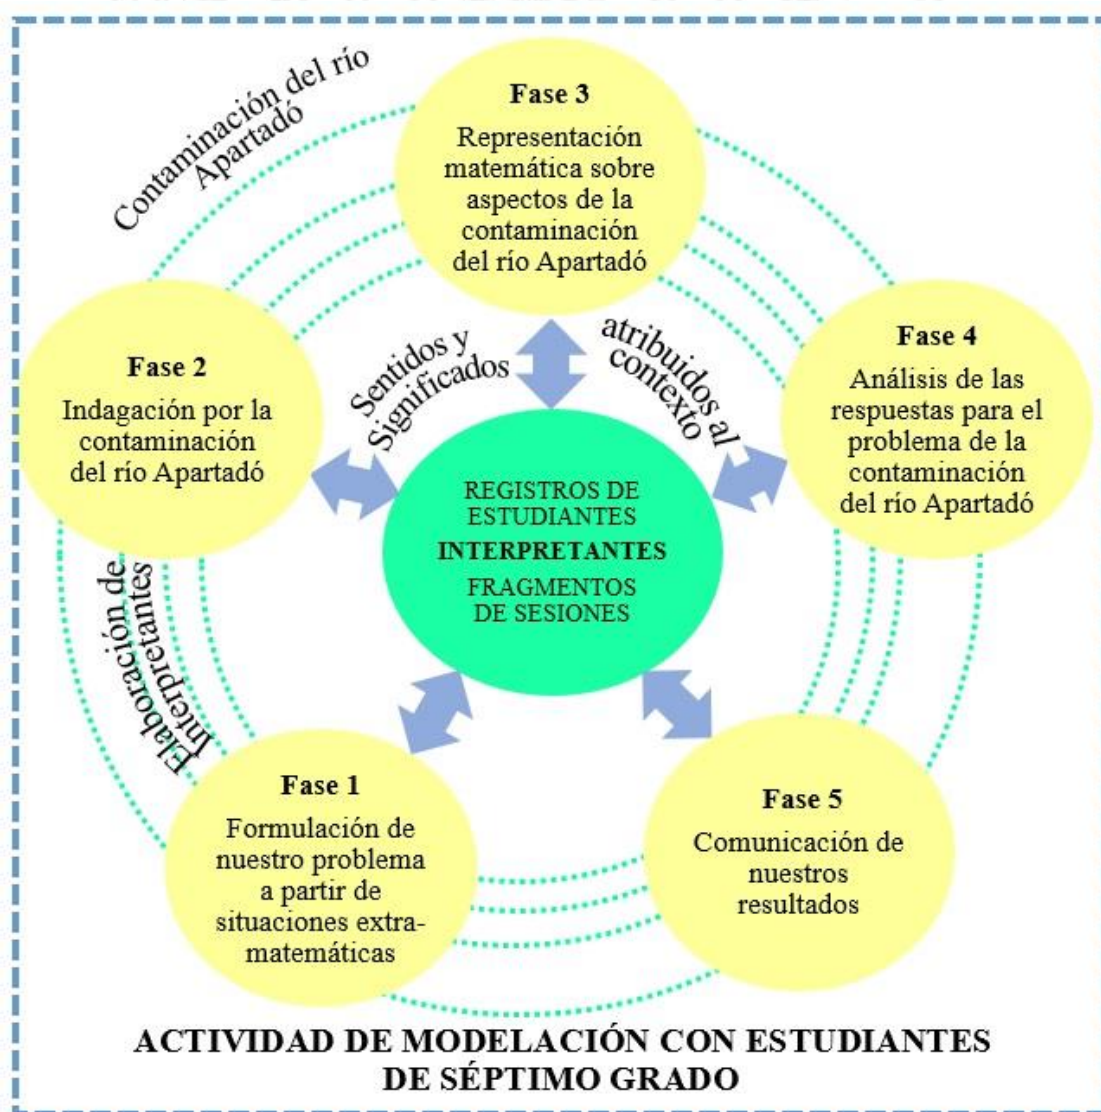 Contaminación del río
Apartadó
Fase 3
Representación
matemática sobre
aspectos de la
contaminación
del río Apartadó
Fase 2
Indagación por la
contaminación
del río Apartadó
Sentidos y
Significados
atribuidos al
contexto
Fase 4
Análisis de las
respuestas para el
problema de la
contaminación
del río Apartadó
REGISTROS DE
ESTUDIANTES
INTERPRETANTES
FRAGMENTOS
DE SESIONES
Elaboración de
Interpretantes
Fase 1
Formulación de
nuestro problema
a partir de
situaciones extra-
matemáticas
Fase 5
Comunicación de
nuestros
resultados
ACTIVIDAD DE MODELACIÓN CON ESTUDIANTES
DE SÉPTIMO GRADO